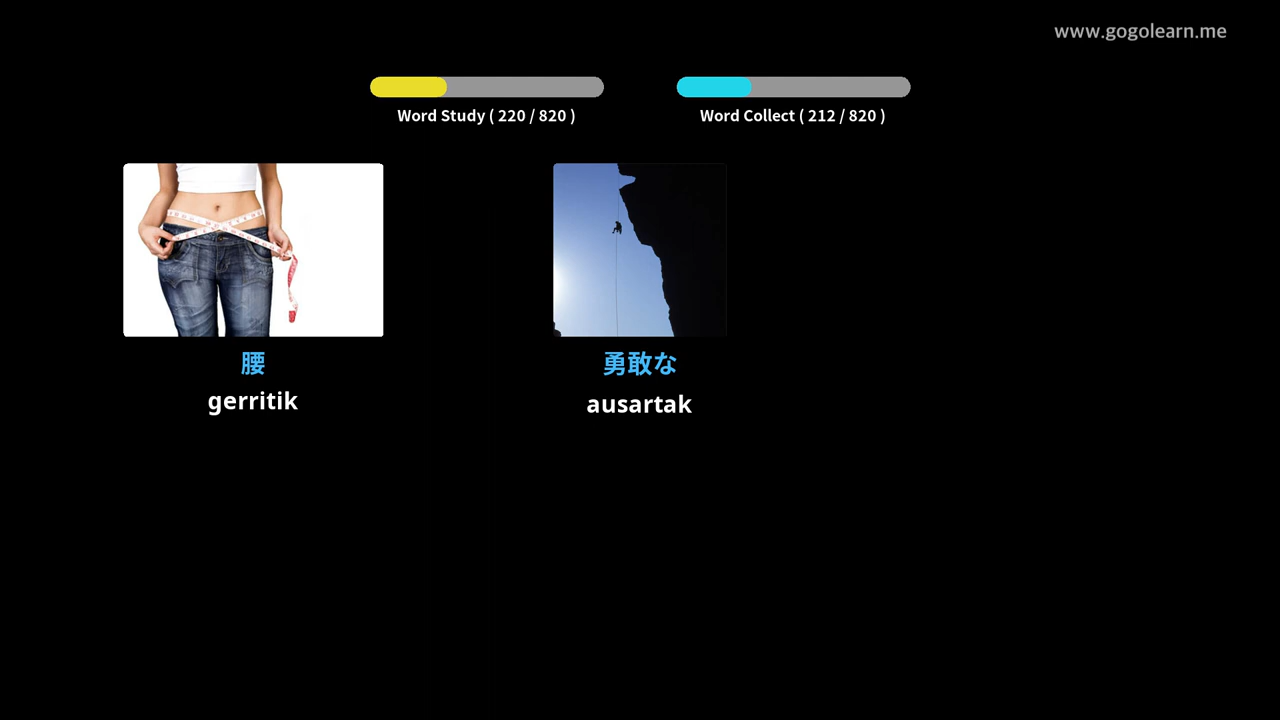 www.gogolearn.me
Word Study ( 220 / 820 )
Word Collect ( 212 / 820 )
腰
gerritik
勇敢な
ausartak